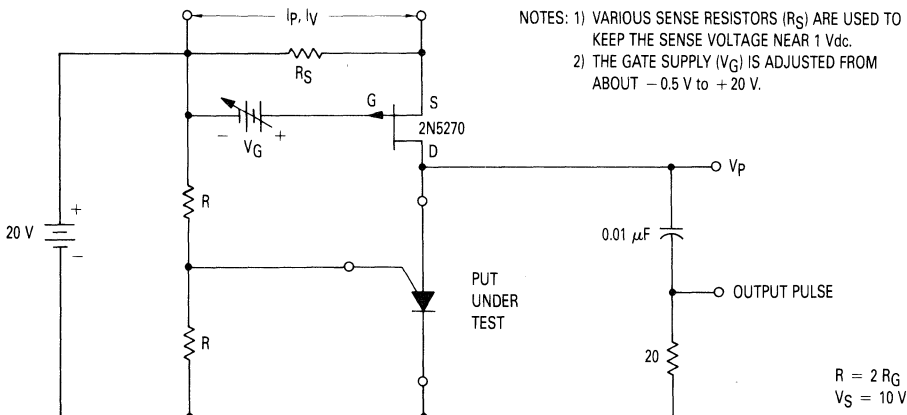 Ip, Iv
NOTES: 1) VARIOUS SENSE RESISTORS (RS) ARE USED TO
KEEP THE SENSE VOLTAGE NEAR 1 Vdc.
2) THE GATE SUPPLY (VG) IS ADJUSTED FROM
ABOUT – 0.5 V to + 20 V.
RS
G
S
2N5270
– VG +
D
VP
R
+
20 V
–
0.01 μF
PUT
UNDER
TEST
OUTPUT PULSE
R
20
R = 2 RG
VS = 10 V